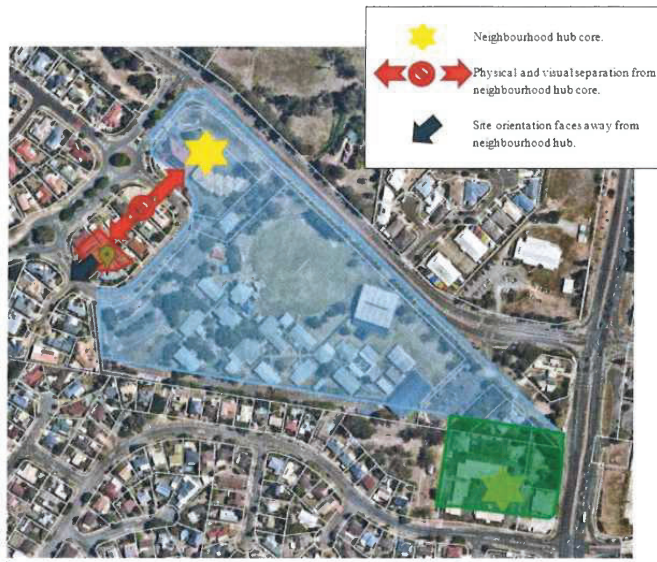 Neighbourhood hub core.
Physical and visual separation from
neighbourhood hub core.
Site orientation faces away from
neighbourhood hub.